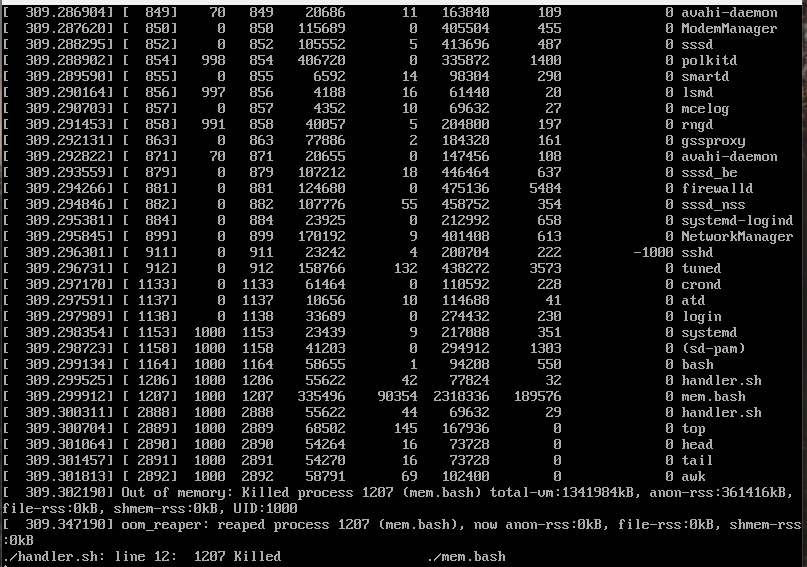 [  309.286904] [  849]    70   849    20686       11   163840      109             0 avahi-daemon
[  309.287620] [  850]     0   850   115689        0   405504      455             0 ModemManager
[  309.288295] [  852]     0   852   105552        5   413696      487             0 sssd
[  309.288902] [  854]   998   854   406720        0   335872     1400             0 polkitd
[  309.289590] [  855]     0   855     6592       14    98304      290             0 smartd
[  309.290164] [  856]   997   856     4188       16    61440       20             0 lsmd
[  309.290703] [  857]     0   857     4352       10    69632       27             0 mcelog
[  309.291453] [  858]   991   858    40057        5   204800      197             0 rngd
[  309.292131] [  863]     0   863    77886        2   184320      161             0 gssproxy
[  309.292822] [  871]    70   871    20655        0   147456      108             0 avahi-daemon
[  309.293559] [  879]     0   879   107212       18   446464      637             0 sssd_be
[  309.294266] [  881]     0   881   124680        0   475136     5484             0 firewalld
[  309.294846] [  882]     0   882   107776       55   458752      354             0 sssd_nss
[  309.295381] [  884]     0   884    23925        0   212992      658             0 systemd-logind
[  309.295845] [  899]     0   899   170192        9   401408      613             0 NetworkManager
[  309.296301] [  911]     0   911    23242        4   200704      222         -1000 sshd
[  309.296731] [  912]     0   912   158766      132   438272     3573             0 tuned
[  309.297170] [ 1133]     0  1133    61464        0   110592      228             0 crond
[  309.297591] [ 1137]     0  1137    10656       10   114688       41             0 atd
[  309.297989] [ 1138]     0  1138    33689        0   274432      230             0 login
[  309.298354] [ 1153]  1000  1153    23439        9   217088      351             0 systemd
[  309.298723] [ 1158]  1000  1158    41203        0   294912     1303             0 (sd-pam)
[  309.299134] [ 1164]  1000  1164    58655        1    94208      550             0 bash
[  309.299525] [ 1206]  1000  1206    55622       42    77824       32             0 handler.sh
[  309.299912] [ 1207]  1000  1207   335496    90354  2318336   189576             0 mem.bash
[  309.300311] [ 2888]  1000  2888    55622       44    69632       29             0 handler.sh
[  309.300704] [ 2889]  1000  2889    68502      145   167936        0             0 top
[  309.301064] [ 2890]  1000  2890    54264       16    73728        0             0 head
[  309.301457] [ 2891]  1000  2891    54270       16    73728        0             0 tail
[  309.301813] [ 2892]  1000  2892    58791       69   102400        0             0 awk
[  309.302190] Out of memory: Killed process 1207 (mem.bash) total-vm:1341984kB, anon-rss:361416kB,
file-rss:0kB, shmem-rss:0kB, UID:1000
[  309.347190] oom_reaper: reaped process 1207 (mem.bash), now anon-rss:0kB, file-rss:0kB, shmem-rss
:0kB
./handler.sh: line 12:  1207 Killed                  ./mem.bash